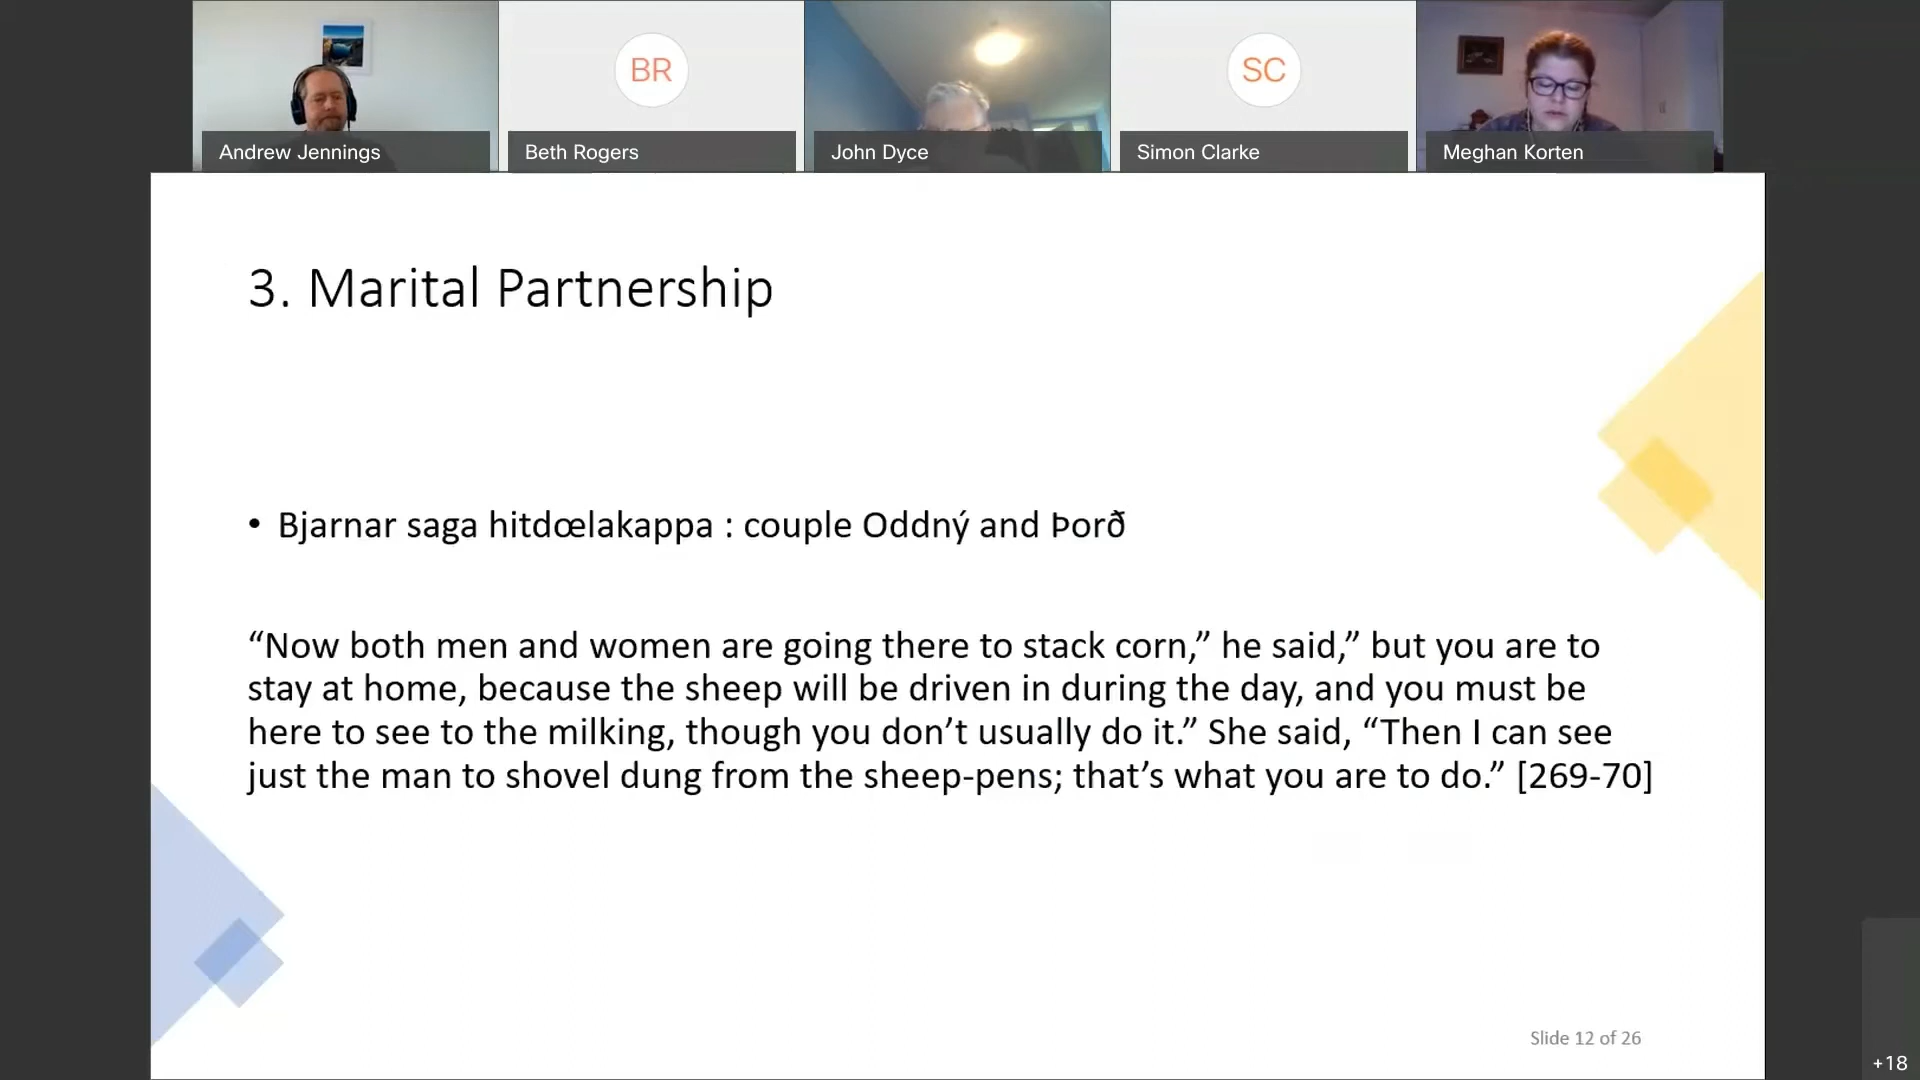 BR
SC
Andrew Jennings
Beth Rogers
John Dyce
Simon Clarke
Meghan Korten
3. Marital Partnership
• Bjarnar saga hitdœlakappa : couple Oddný and Þorð
“Now both men and women are going there to stack corn,” he said,” but you are to
stay at home, because the sheep will be driven in during the day, and you must be
here to see to the milking, though you don’t usually do it.” She said, “Then I can see
just the man to shovel dung from the sheep-pens; that’s what you are to do.” [269-70]
Slide 12 of 26
+18